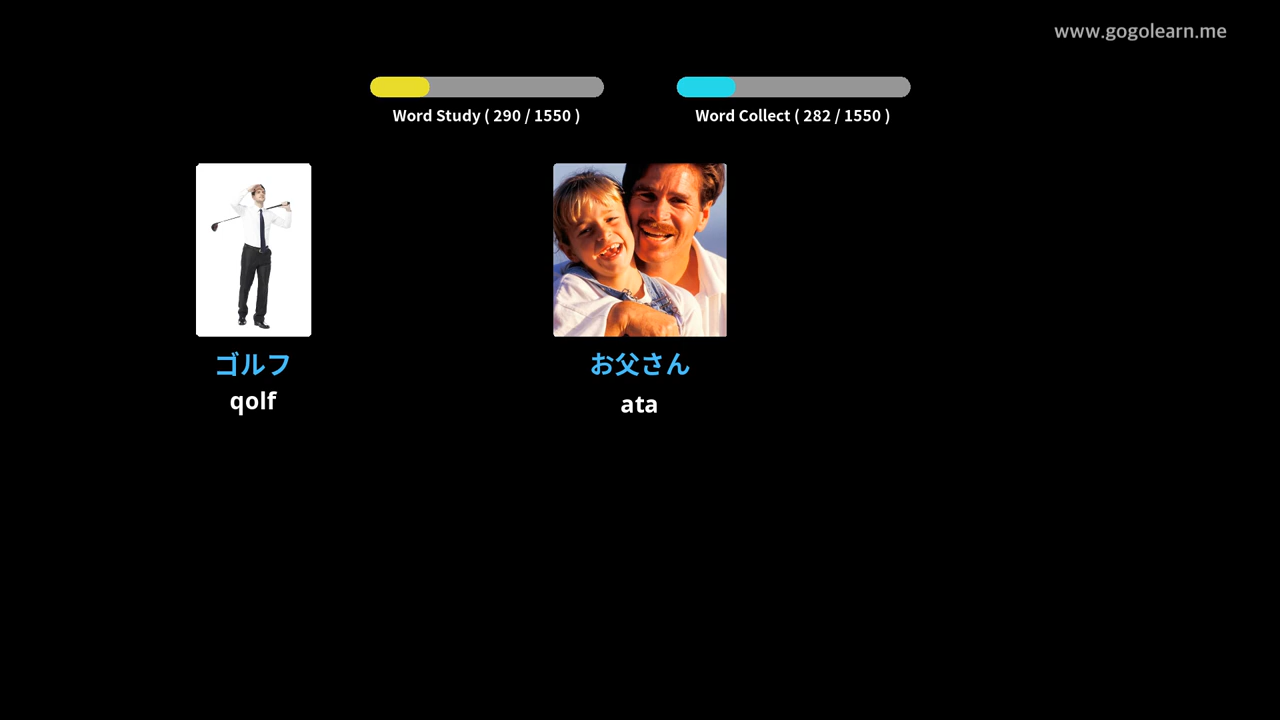 www.gogolearn.me
Word Study ( 290 / 1550 )
Word Collect ( 282 / 1550 )
ゴルフ
qolf
お父さん
ata